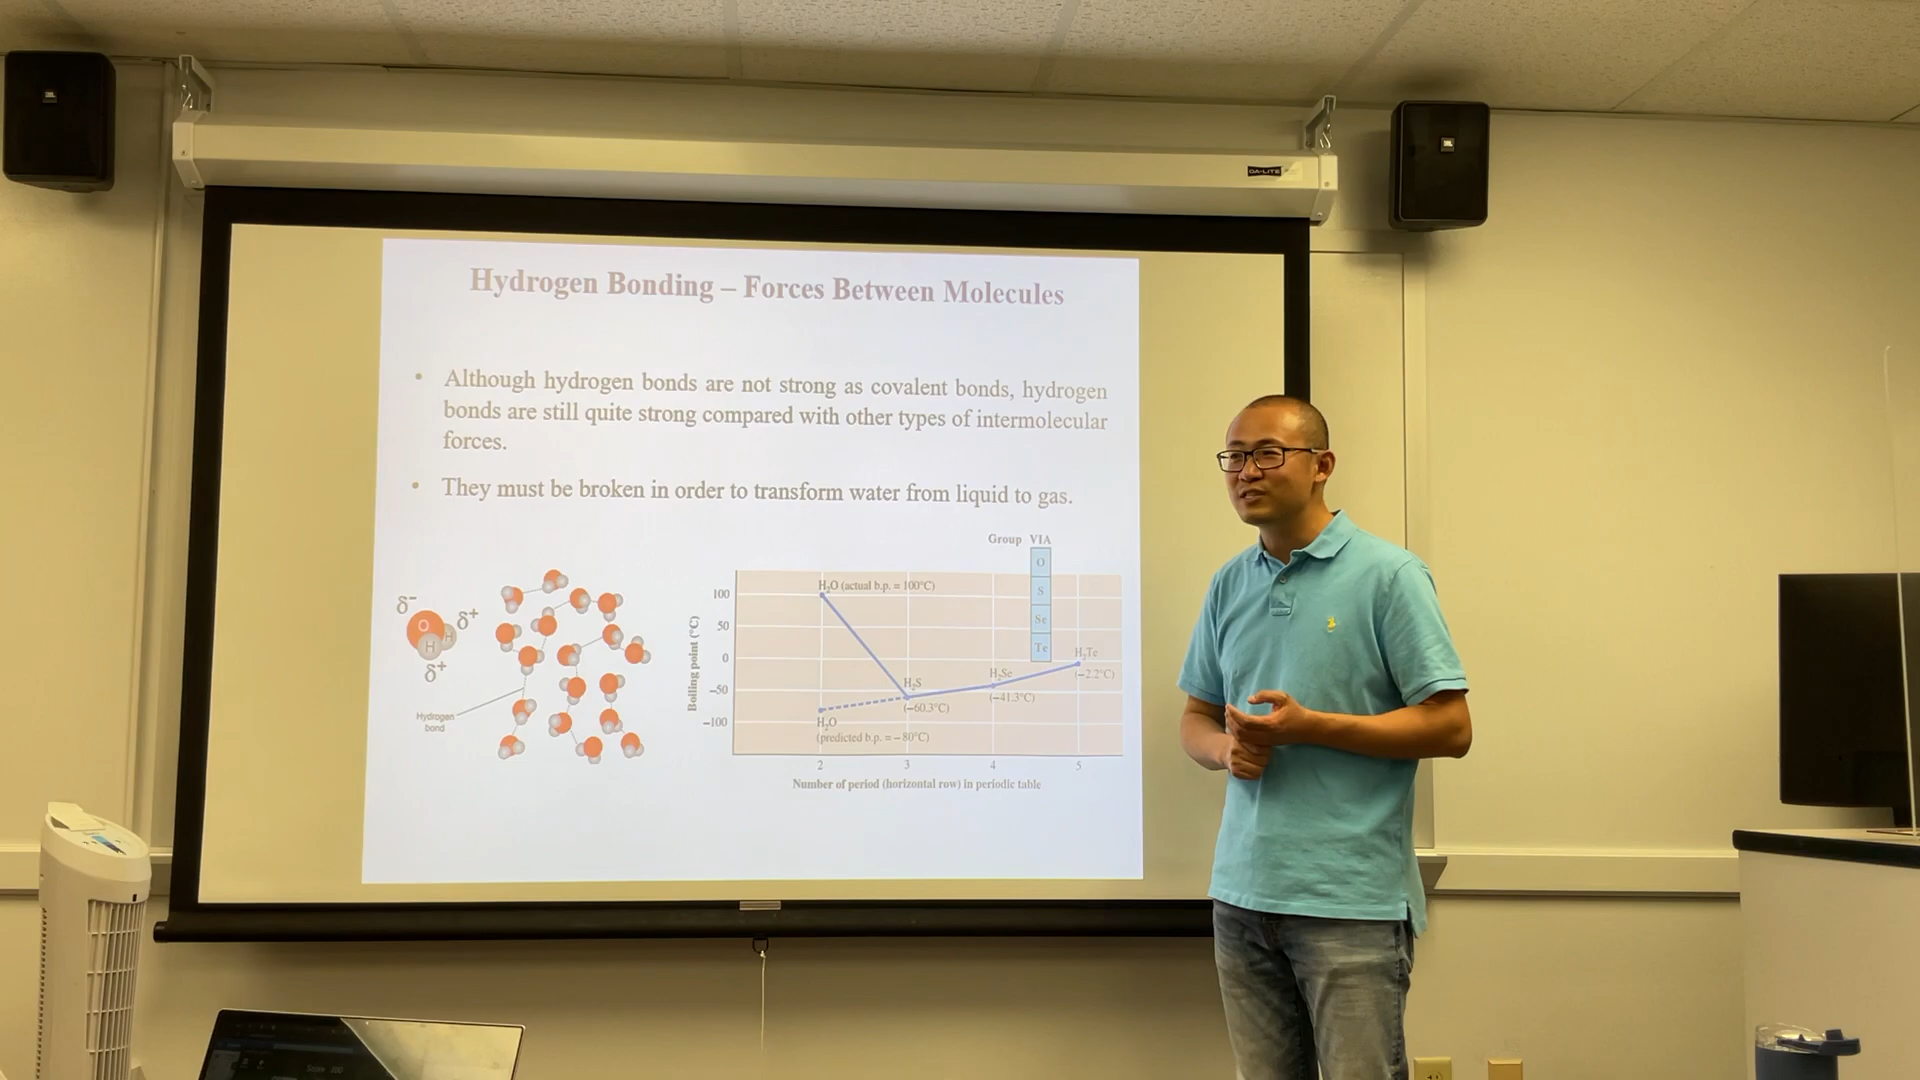 JBL
JBL
DA-LITE
Hydrogen Bonding – Forces Between Molecules
• Although hydrogen bonds are not strong as covalent bonds, hydrogen
bonds are still quite strong compared with other types of intermolecular
forces.
• They must be broken in order to transform water from liquid to gas.
δ⁻
δ⁺
O
H
H
δ⁺
Hydrogen
bond
Group VIA
O
S
Se
Te
Boiling point (°C)
100
50
0
−50
−100
H₂O (actual b.p. = 100°C)
H₂S
(−60.3°C)
H₂Se
(−41.3°C)
H₂Te
(−2.2°C)
H₂O
(predicted b.p. = −80°C)
2 3 4 5
Number of period (horizontal row) in periodic table